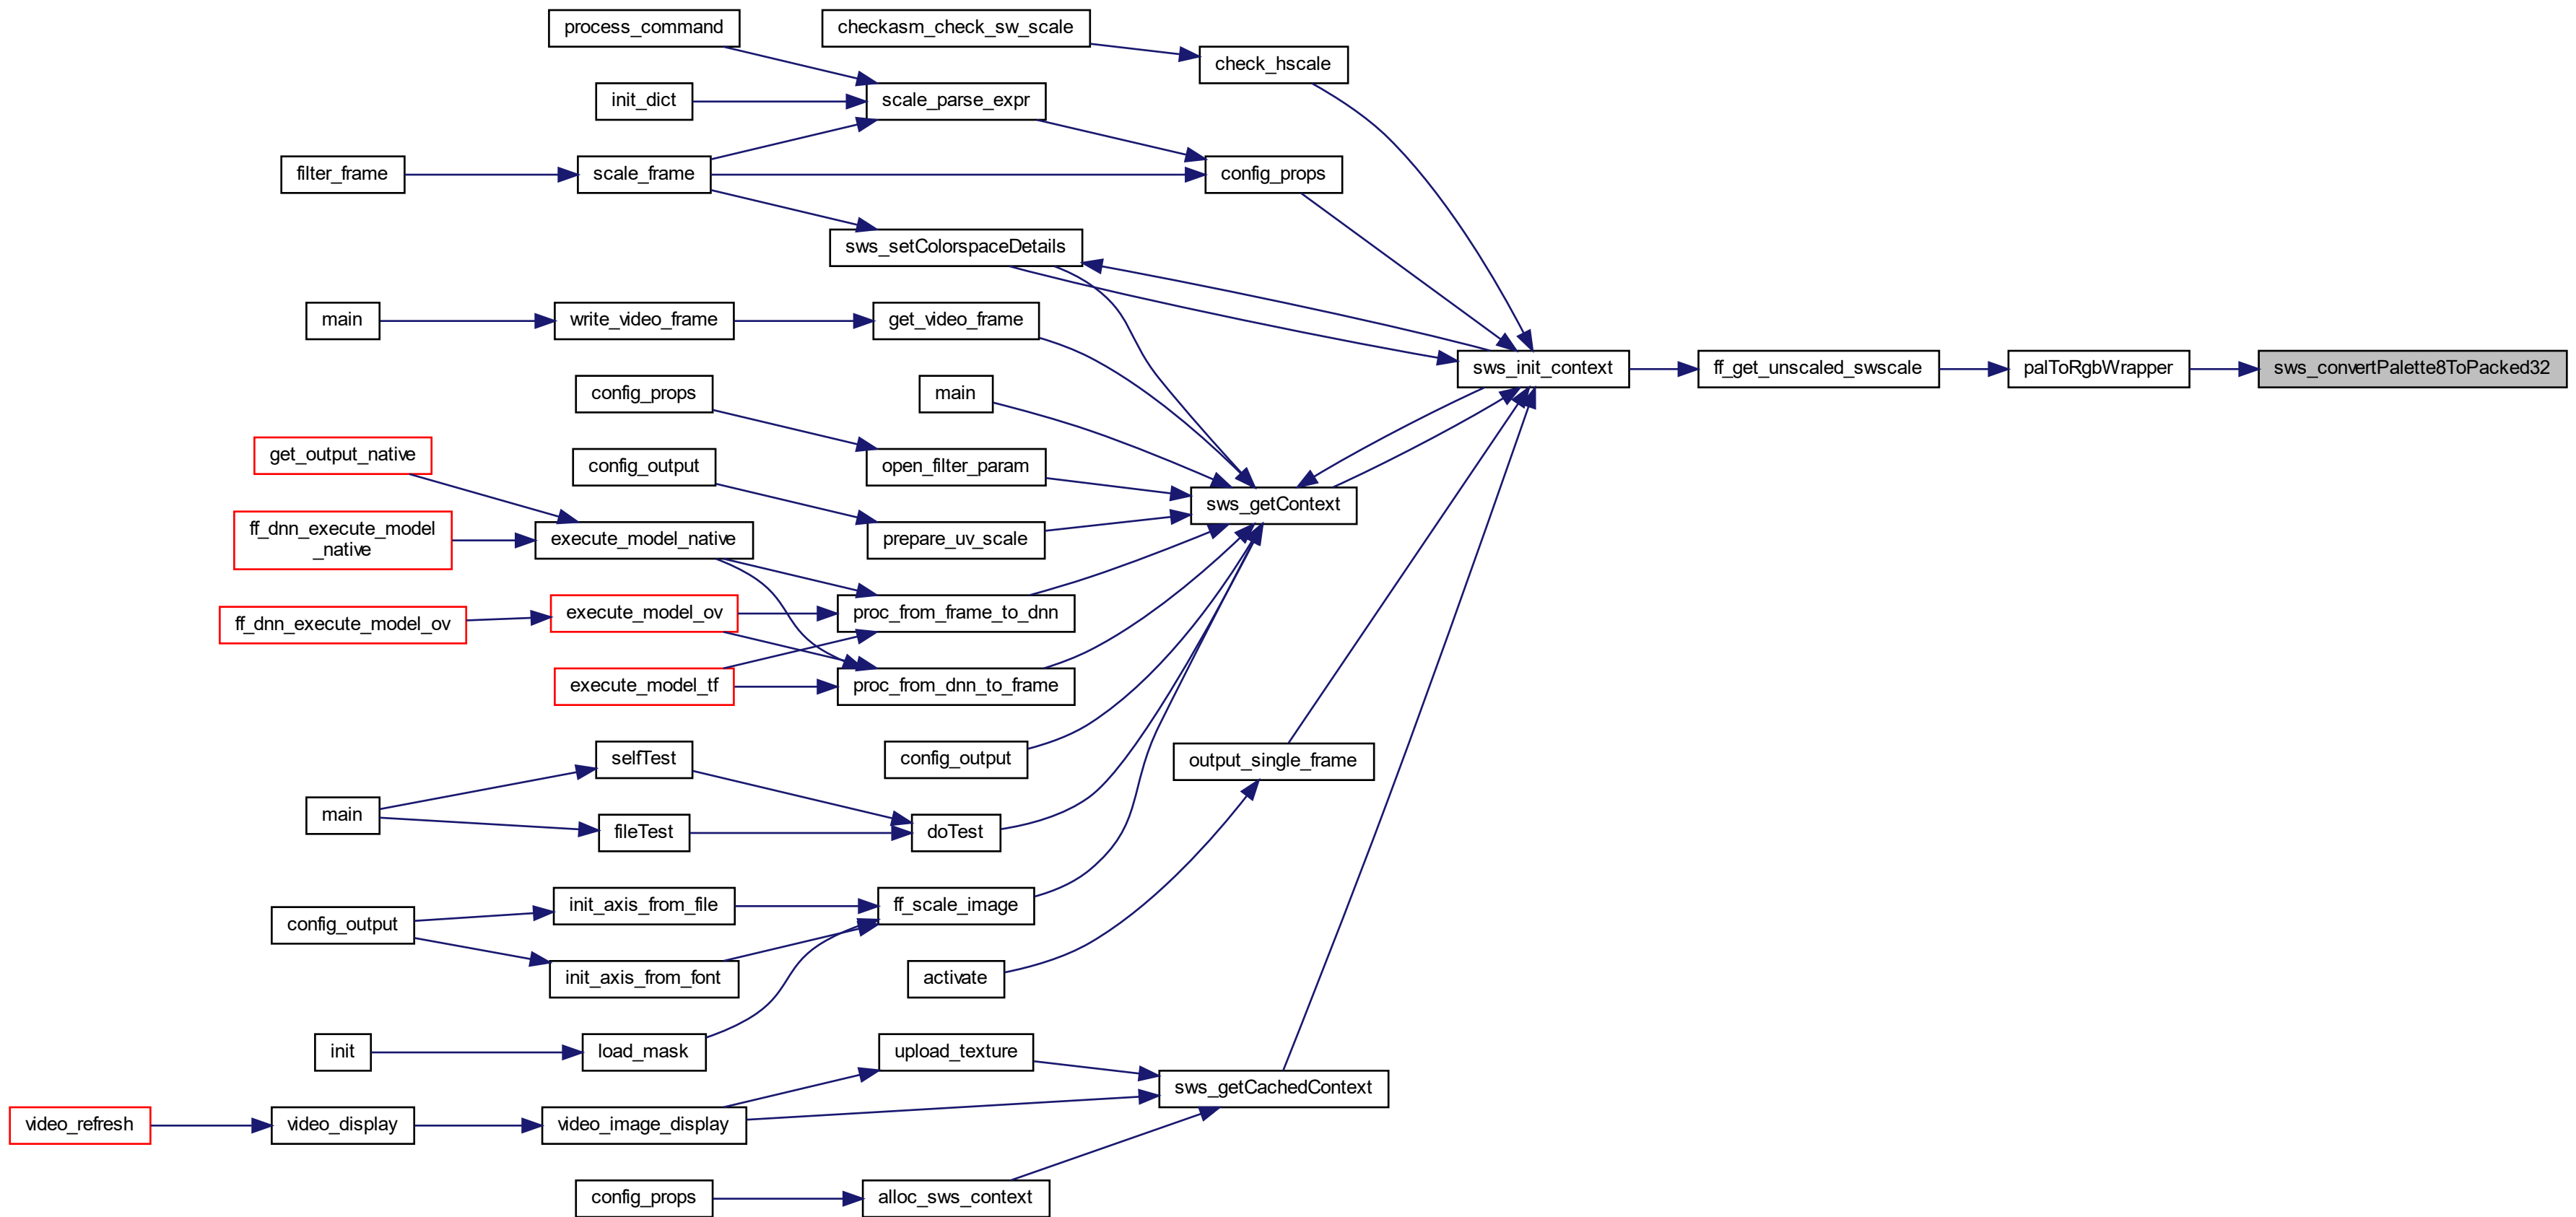 process_command
checkasm_check_sw_scale
check_hscale
init_dict
scale_parse_expr
filter_frame
scale_frame
config_props
sws_setColorspaceDetails
main
write_video_frame
get_video_frame
sws_init_context
ff_get_unscaled_swscale
palToRgbWrapper
sws_convertPalette8ToPacked32
config_props
main
get_output_native
config_output
open_filter_param
sws_getContext
ff_dnn_execute_model
_native
execute_model_native
prepare_uv_scale
ff_dnn_execute_model_ov
execute_model_ov
proc_from_frame_to_dnn
execute_model_tf
proc_from_dnn_to_frame
selfTest
config_output
output_single_frame
main
fileTest
doTest
config_output
init_axis_from_file
ff_scale_image
init_axis_from_font
activate
init
load_mask
upload_texture
sws_getCachedContext
video_refresh
video_display
video_image_display
config_props
alloc_sws_context